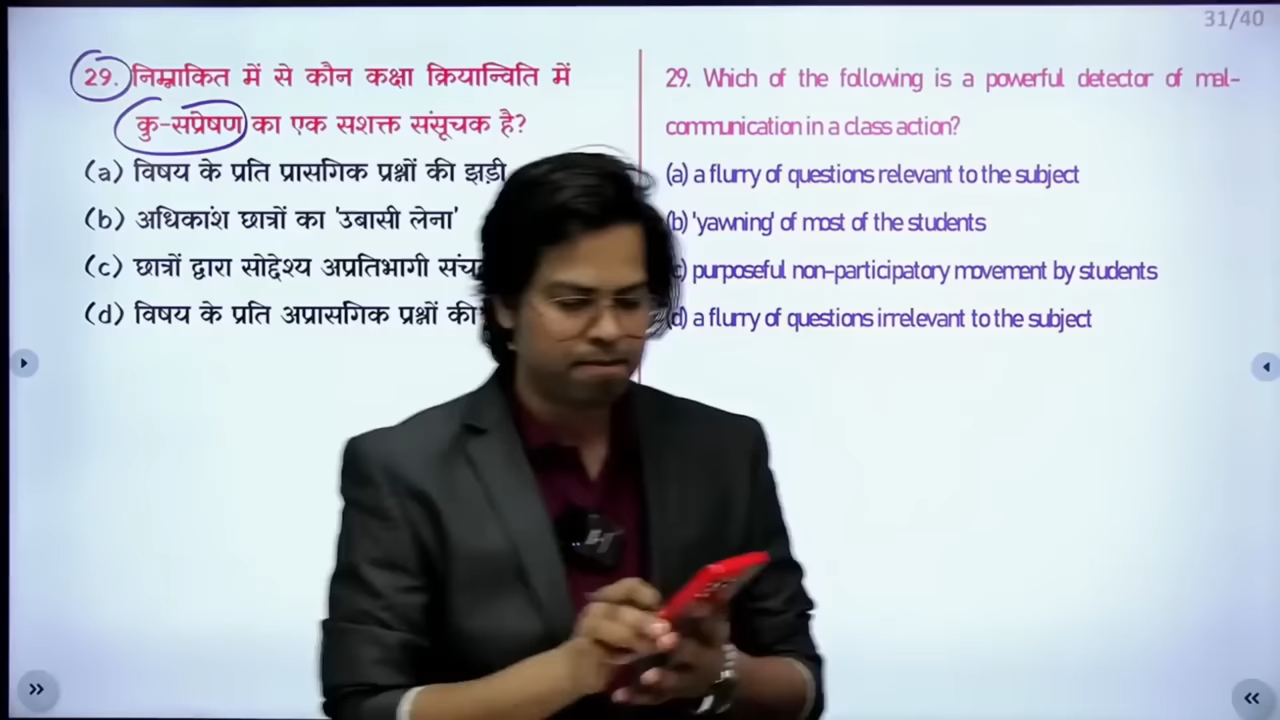 31/40
29. निम्नाकित में से कौन कक्षा क्रियान्विति में
कु-सप्रेषण का एक सशक्त संसूचक है?
(a) विषय के प्रति प्रासगिक प्रश्नों की झड़ी
(b) अधिकांश छात्रों का 'उबासी लेना'
(c) छात्रों द्वारा सोद्देश्य अप्रतिभागी
(d) विषय के प्रति अप्रासगिक प्रश्नों की
29. Which of the following is a powerful detector of mal-
communication in a class action?
(a) a flurry of questions relevant to the subject
(b) 'yawning' of most of the students
c) purposeful non-participatory movement by students
(d) a flurry of questions irrelevant to the subject